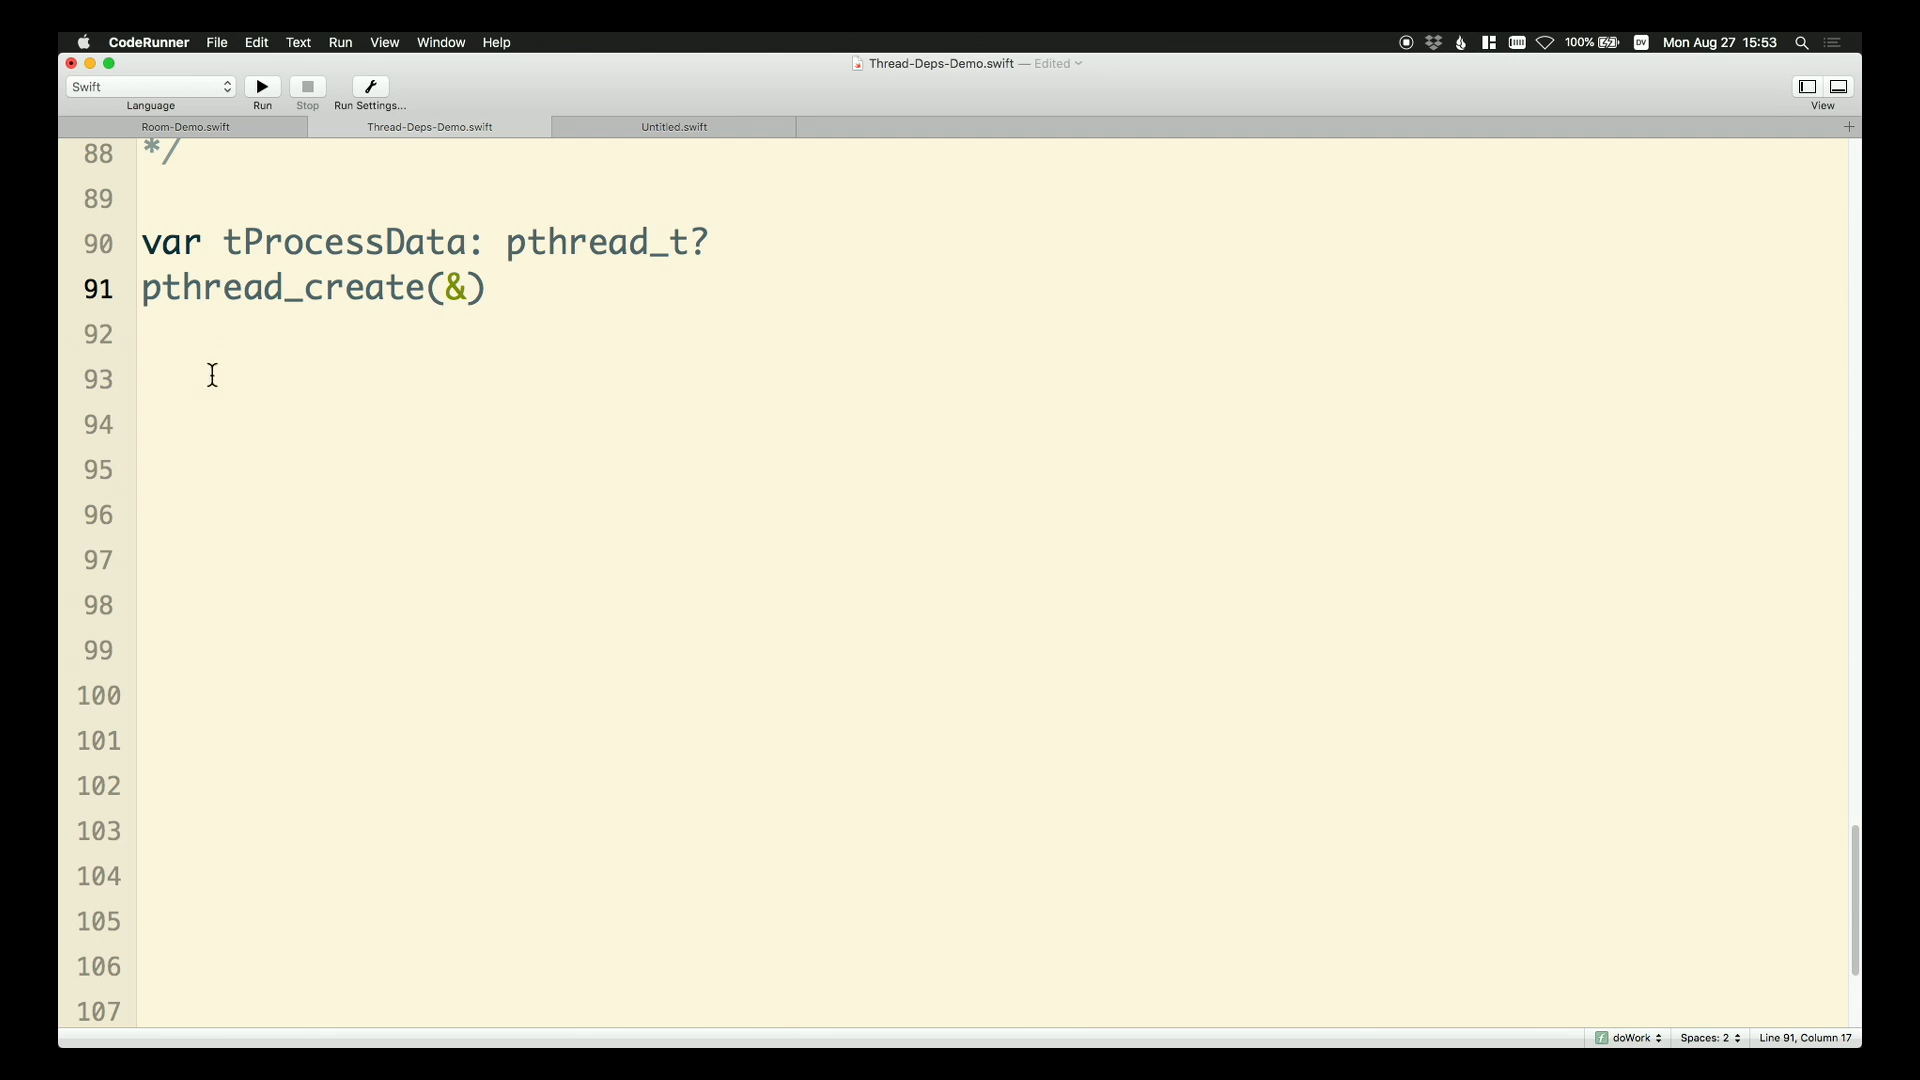 CodeRunner File Edit Text Run View Window Help 100% DV Mon Aug 27 15:53
Thread-Deps-Demo.swift — Edited
Swift
Language Run Stop Run Settings... View
Room-Demo.swift Thread-Deps-Demo.swift Untitled.swift
88 */
89
90 var tProcessData: pthread_t?
91 pthread_create(&)
92
93
94
95
96
97
98
99
100
101
102
103
104
105
106
107
f doWork Spaces: 2 Line 91, Column 17